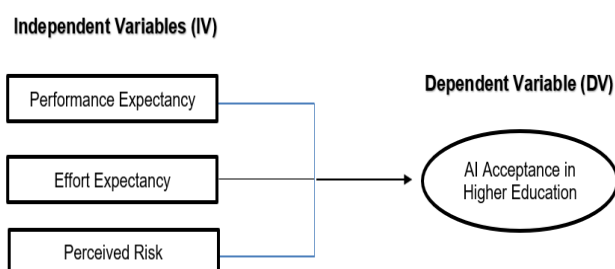 Independent Variables (IV)
Performance Expectancy
Effort Expectancy
Perceived Risk
Dependent Variable (DV)
AI Acceptance in
Higher Education